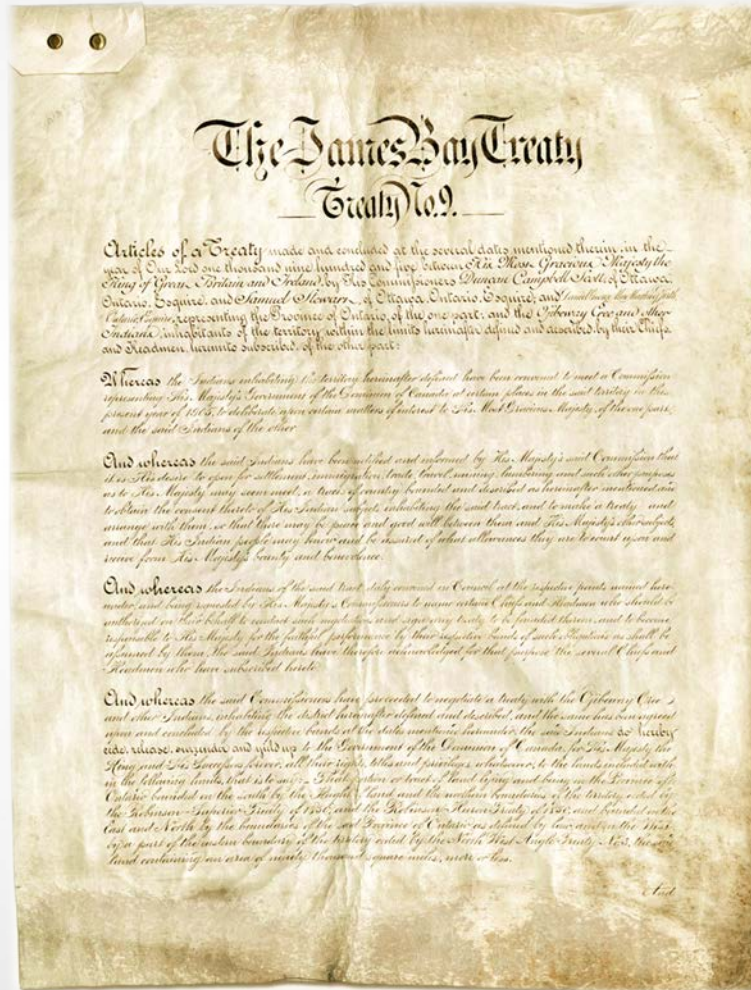 The James Bay Treaty
Treaty No. 9.
Articles of a Treaty made and concluded at the several dates mentioned therein, in the
year of Our Lord one thousand nine hundred and five between His Most Gracious Majesty the
King of Great Britain and Ireland, by His Commissioners Duncan Campbell Scott, of Ottawa,
Ontario, Esquire, and Samuel Stewart, of Ottawa, Ontario, Esquire, and
Ontario, Esquire, representing the Province of Ontario, of the one part; and the Ojibeway Cree and other
Indians, inhabitants of the territory within the limits hereinafter defined and described, by their Chiefs,
and Headmen hereunto subscribed, of the other part:
Whereas the Indians inhabiting the territory hereinafter defined have been convened to meet a Commission
representing His Majesty's Government of the Dominion of Canada at certain places in the said territory in this
present year of 1905, to deliberate upon certain matters of interest to His Most Gracious Majesty, of the one part,
and the said Indians of the other
And whereas the said Indians have been notified and informed by His Majesty's said Commission that
it is His desire to open for settlement, immigration, trade, travel, mining, lumbering and such other purposes
as to His Majesty may seem meet, a tract of country bounded and described as hereinafter mentioned and
to obtain the consent thereto of His Indian subjects inhabiting the said tract, and to make a treaty and
arrange with them, so that there may be peace and good will between them and His Majesty's other subjects,
and that His Indian people may know and be assured of what allowances they are to count upon and
receive from His Majesty's bounty and benevolence.
And whereas the Indians of the said tract, duly convened in Council at the respective points named here-
under, and being requested by His Majesty's Commissioners to name certain Chiefs and Headmen who should be
authorized on their behalf to conduct such negotiations and sign any treaty to be founded thereon, and to become
responsible to His Majesty for the faithful performance by their respective bands of such obligations as shall be
assumed by them, the said Indians have therefore acknowledged for that purpose the several Chiefs and
Headmen who have subscribed hereto.
And whereas the said Commissioners have proceeded to negotiate a treaty with the Ojibeway Cree
and other Indians, inhabiting the district hereinafter defined and described, and the same has been agreed
upon and concluded by the respective bands at the dates mentioned hereunder, the said Indians do hereby
cede, release, surrender and yield up to the Government of the Dominion of Canada, for His Majesty the
King and His Successors forever, all their rights, titles and privileges whatsoever, to the lands included with-
in the following limits, that is to say: That portion or tract of land lying and being in the Province of
Ontario bounded on the south by the Height of Land and the northern boundaries of the territory ceded by
the Robinson-Superior Treaty of 1850, and the Robinson-Huron Treaty of 1850, and bounded on the
East and North by the boundaries of the said Province of Ontario as defined by law, and on the West
by a part of the eastern boundary of the territory ceded by the North West Angle Treaty No. 3, the said
land containing an area of ninety thousand square miles, more or less.
And